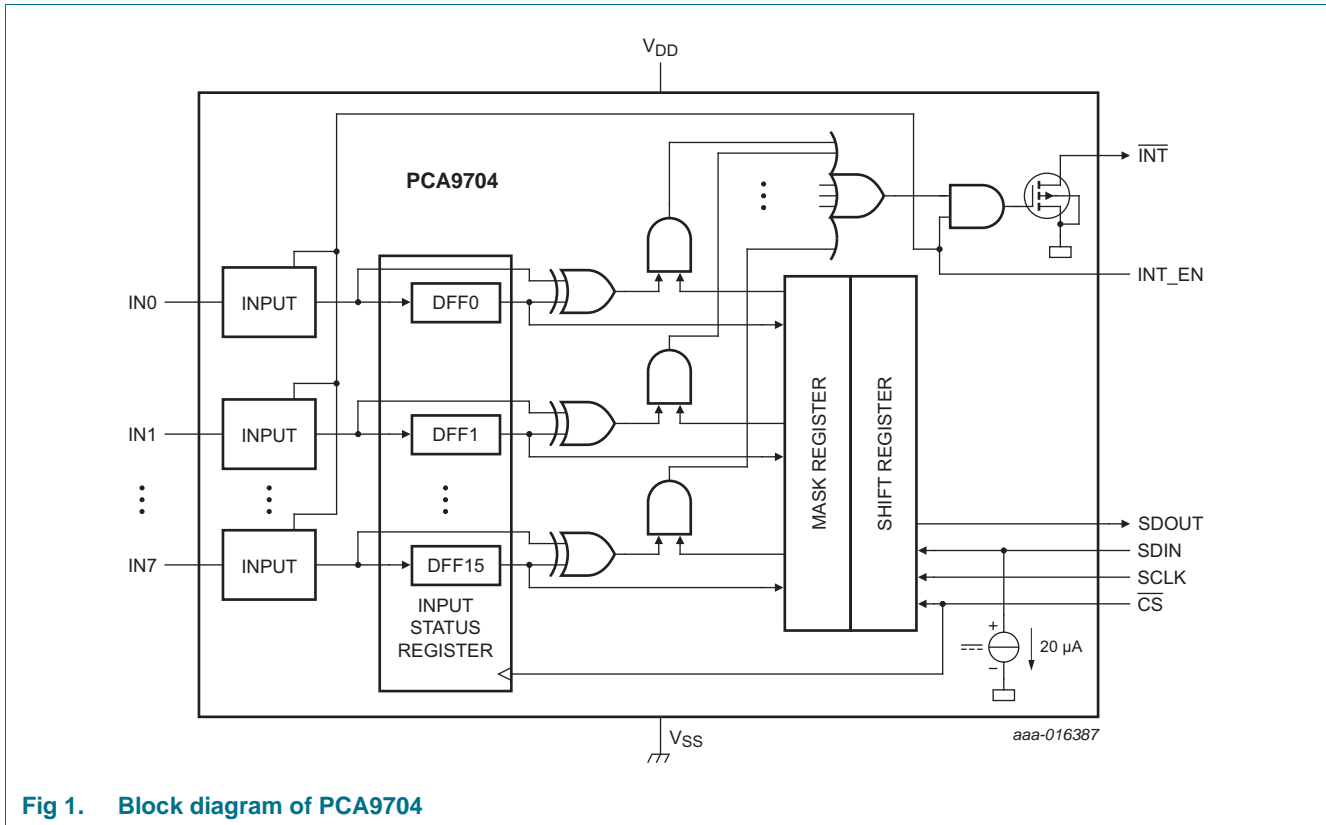 VDD
PCA9704
INT
INT_EN
IN0
INPUT
DFF0
IN1
INPUT
DFF1
IN7
INPUT
DFF15
INPUT
STATUS
REGISTER
MASK REGISTER
SHIFT REGISTER
SDOUT
SDIN
SCLK
CS
+
20 µA
−
VSS
aaa-016387
Fig 1. Block diagram of PCA9704